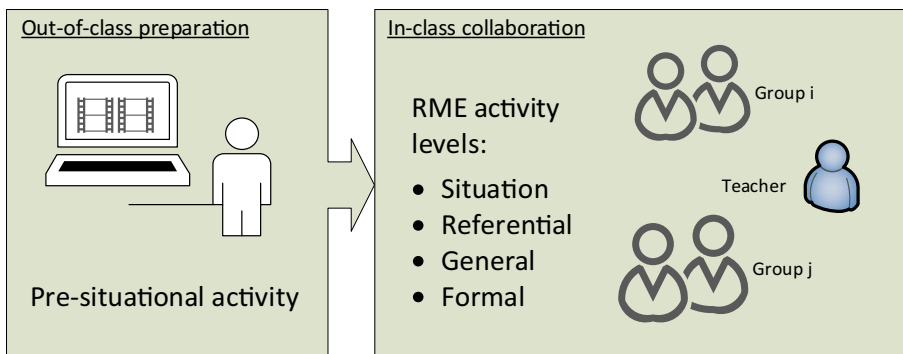 Out-of-class preparation
Pre-situational activity
In-class collaboration
RME activity
levels:
• Situation
• Referential
• General
• Formal
Group i
Teacher
Group j